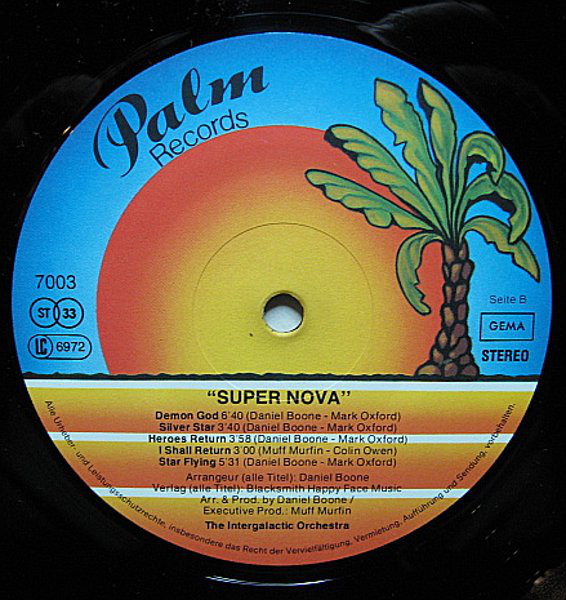 Palm
Records
7003
ST 33
LC 6972
Seite B
GEMA
STEREO
"SUPER NOVA"
Demon God 6'40 (Daniel Boone - Mark Oxford)
Silver Star 3'40 (Daniel Boone - Mark Oxford)
Heroes Return 3'58 (Daniel Boone - Mark Oxford)
I Shall Return 3'00 (Muff Murfin - Colin Owen)
Star Flying 5'31 (Daniel Boone - Mark Oxford)
Arrangeur (alle Titel): Daniel Boone
Verlag (alle Titel): Blacksmith Happy Face Music
Arr. & Prod. by Daniel Boone /
Executive Prod.: Muff Murfin
The Intergalactic Orchestra
Alle Urheber- und Leistungsschutzrechte, insbesondere das Recht der Vervielfältigung, Vermietung, Aufführung und Sendung, vorbehalten.